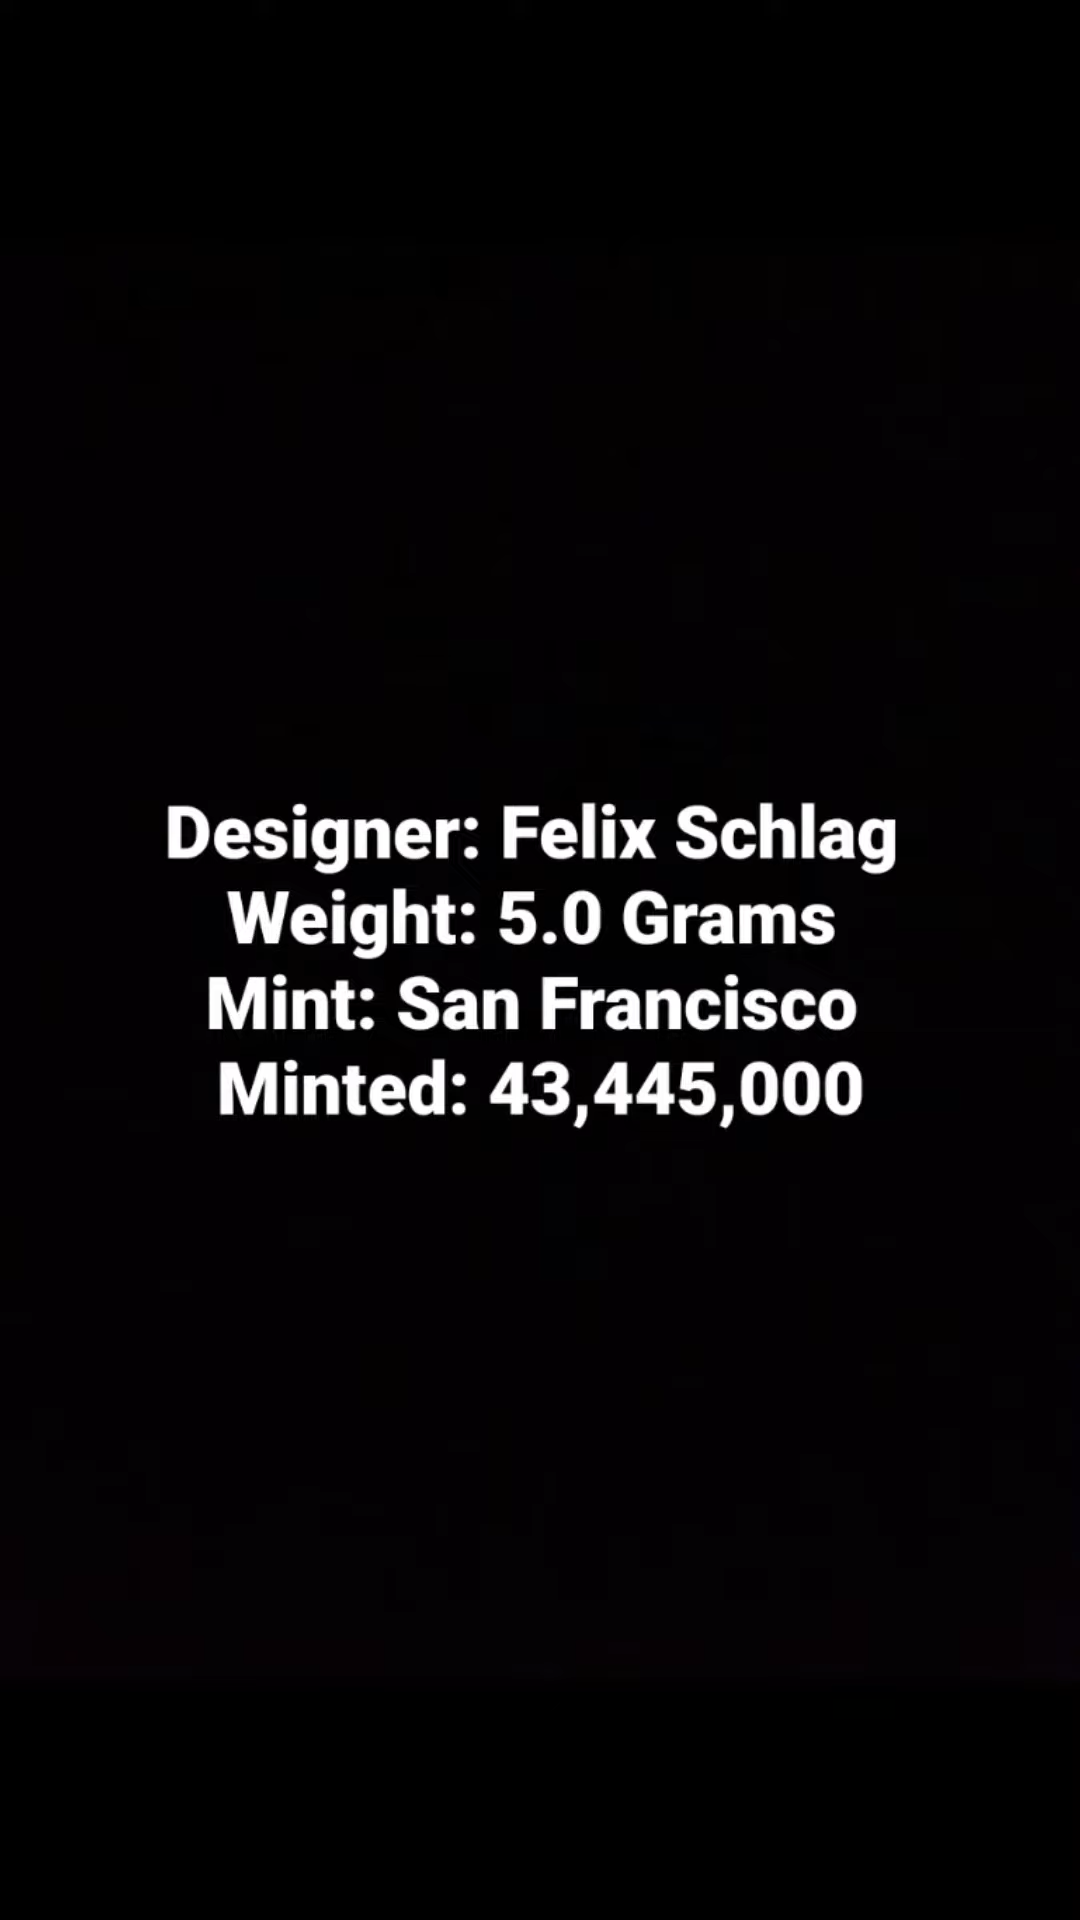 Designer: Felix Schlag
Weight: 5.0 Grams
Mint: San Francisco
Minted: 43,445,000